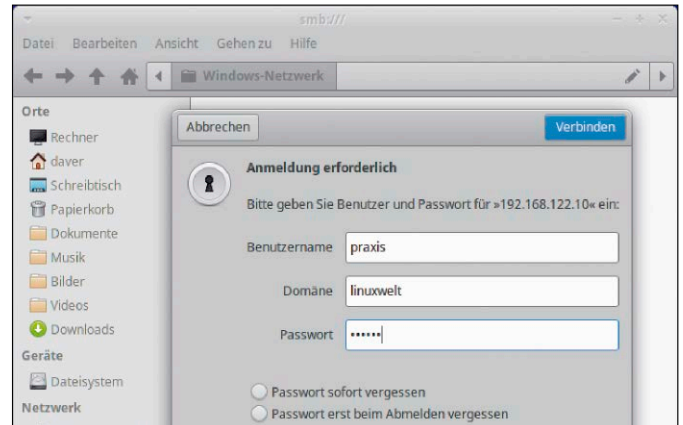 smb:///
Datei Bearbeiten Ansicht Gehen zu Hilfe
Windows-Netzwerk
Orte
Rechner
daver
Schreibtisch
Papierkorb
Dokumente
Musik
Bilder
Videos
Downloads
Geräte
Dateisystem
Netzwerk
Abbrechen Verbinden
Anmeldung erforderlich
Bitte geben Sie Benutzer und Passwort für »192.168.122.10« ein:
Benutzername praxis
Domäne linuxwelt
Passwort ••••••
Passwort sofort vergessen
Passwort erst beim Abmelden vergessen